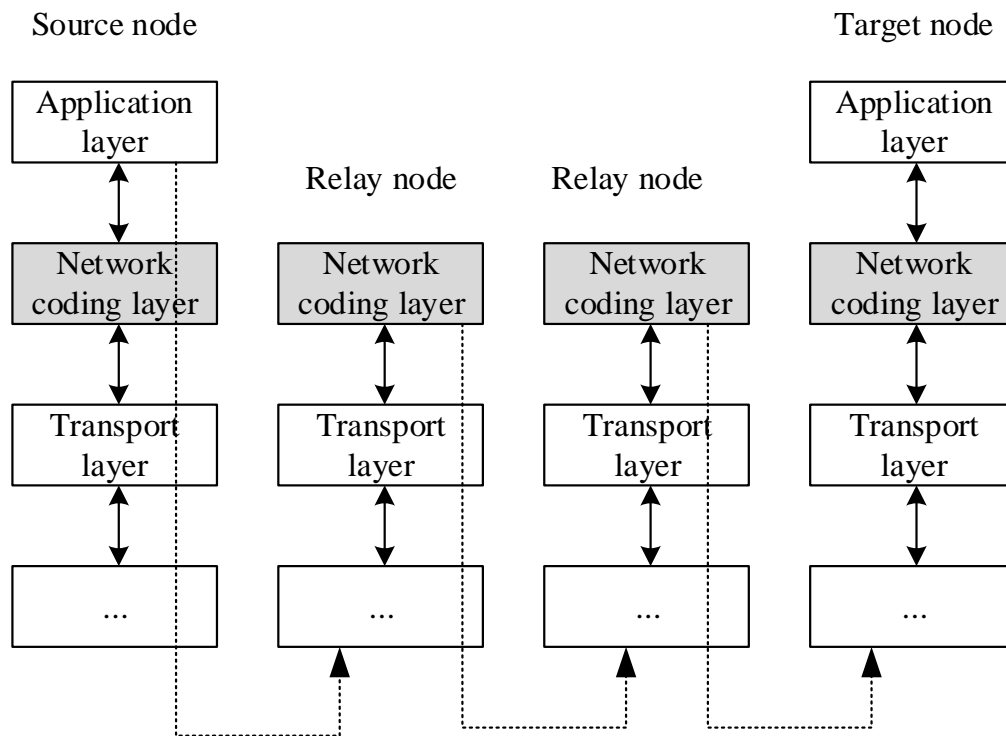 Source node
Target node
Application
layer
Application
layer
Relay node
Relay node
Network
coding layer
Network
coding layer
Network
coding layer
Network
coding layer
Transport
layer
Transport
layer
Transport
layer
Transport
layer
...
...
...
...